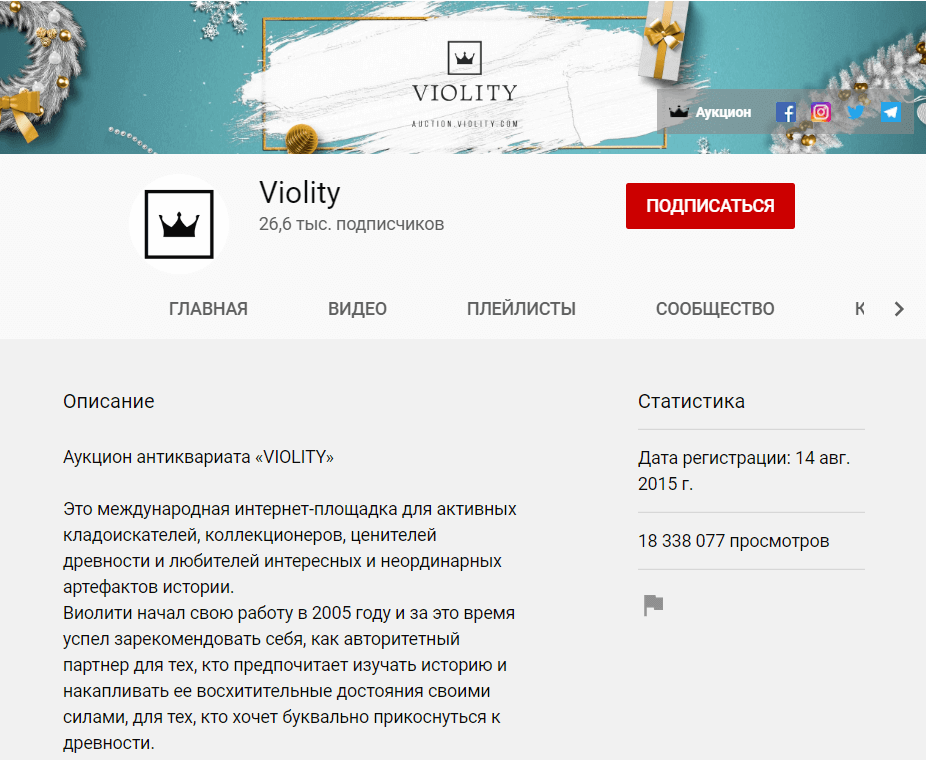 VIOLITY
AUCTION.VIOLITY.COM
Аукцион
Violity
26,6 тыс. подписчиков
ПОДПИСАТЬСЯ
ГЛАВНАЯ
ВИДЕО
ПЛЕЙЛИСТЫ
СООБЩЕСТВО
К
Описание
Аукцион антиквариата «VIOLITY»
Это международная интернет-площадка для активных
кладоискателей, коллекционеров, ценителей
древности и любителей интересных и неординарных
артефактов истории.
Виолити начал свою работу в 2005 году и за это время
успел зарекомендовать себя, как авторитетный
партнер для тех, кто предпочитает изучать историю и
накапливать ее восхитительные достояния своими
силами, для тех, кто хочет буквально прикоснуться к
древности.
Статистика
Дата регистрации: 14 авг.
2015 г.
18 338 077 просмотров